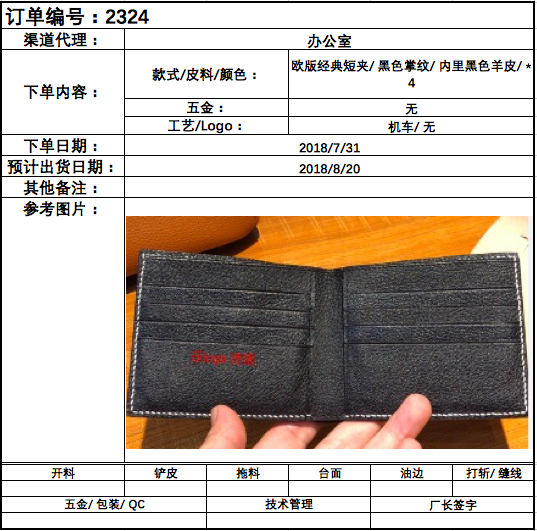 订单编号：2324
渠道代理： 办公室
下单内容： 款式/皮料/颜色： 欧版经典短夹/ 黑色掌纹/ 内里黑色羊皮/ *4
五金： 无
工艺/Logo： 机车/ 无
下单日期： 2018/7/31
预计出货日期： 2018/8/20
其他备注：
参考图片：
开料 铲皮 拖料 台面 油边 打斩/ 缝线
五金/ 包装/ QC 技术管理 厂长签字